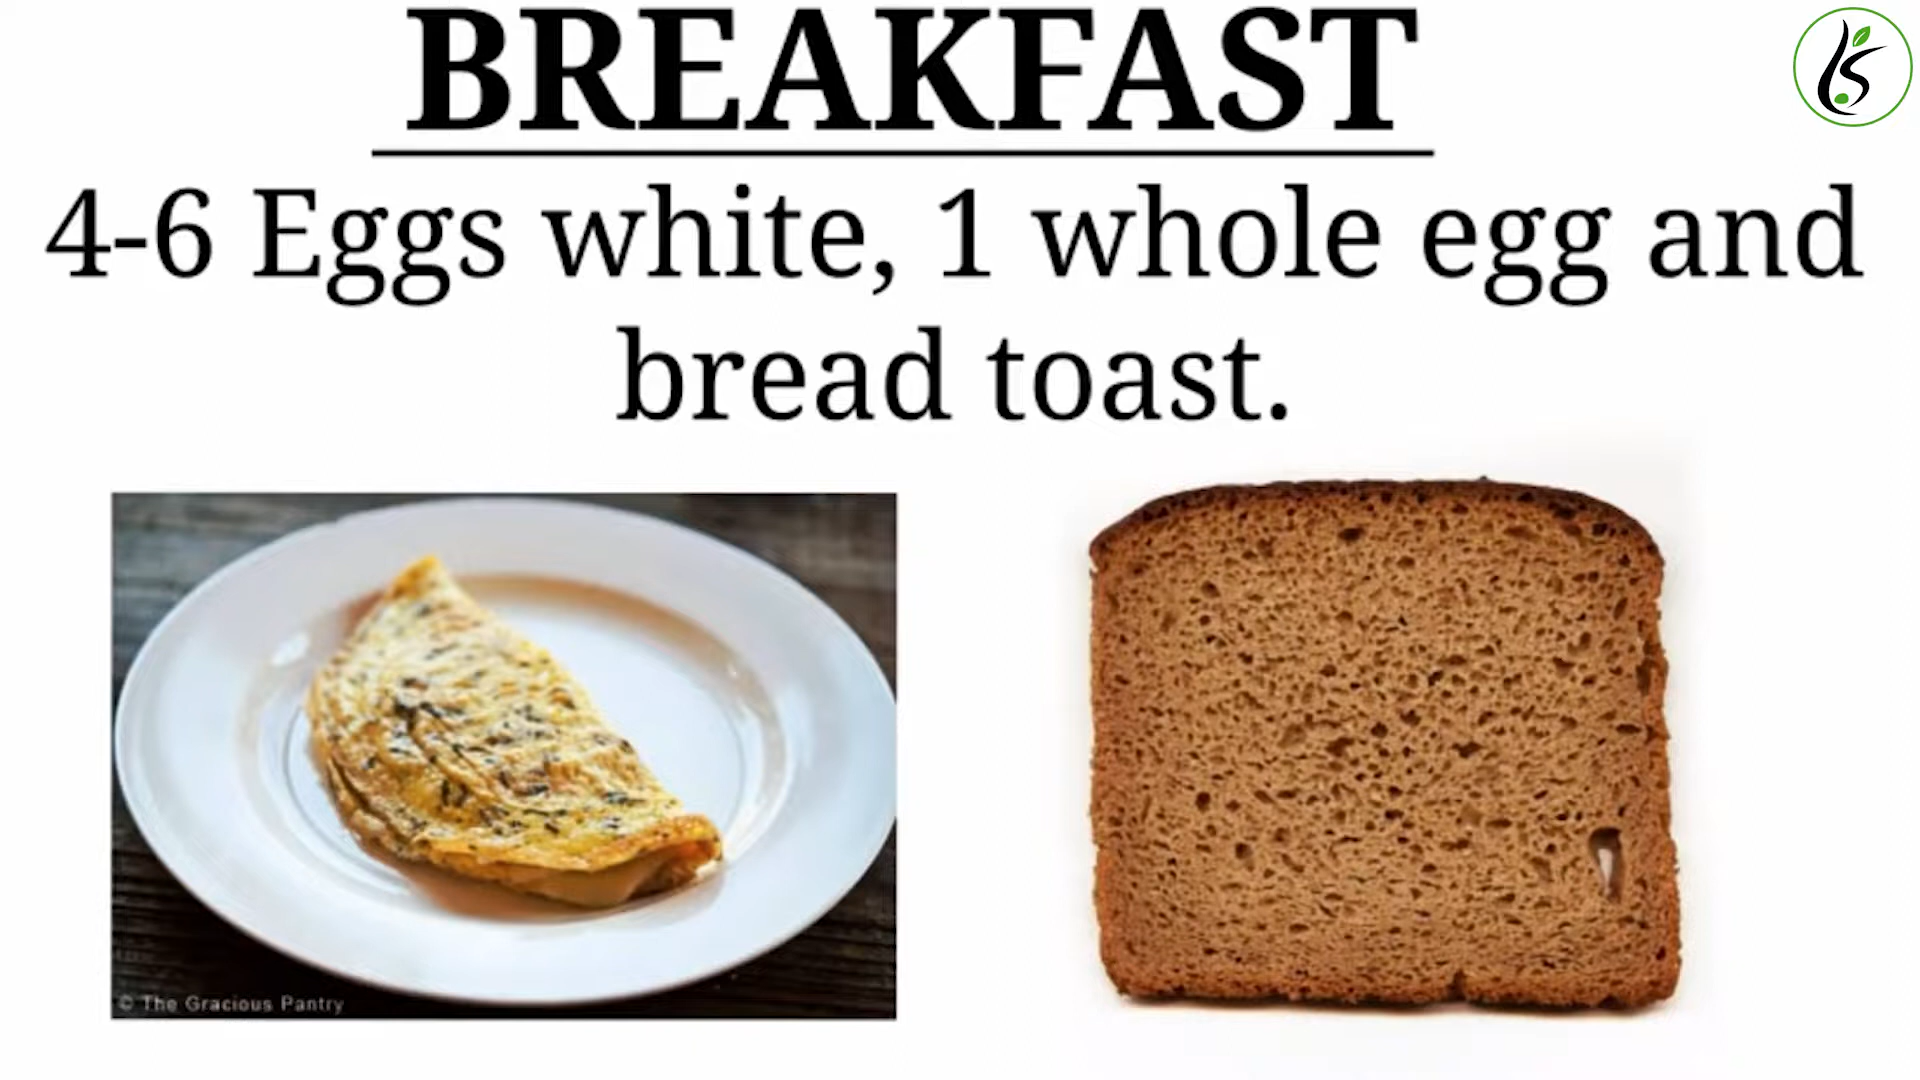 BREAKFAST
4-6 Eggs white, 1 whole egg and
bread toast.
© The Gracious Pantry